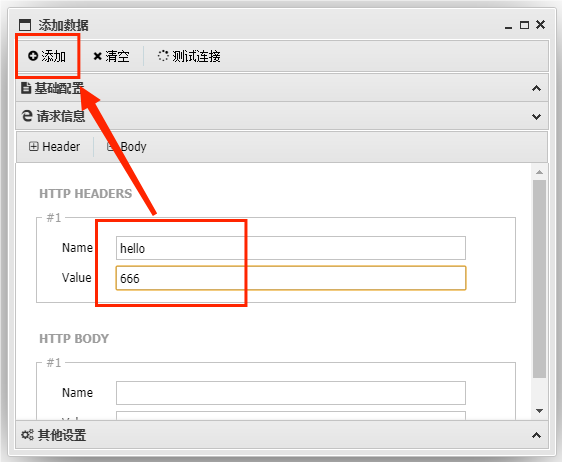 添加数据
添加 清空 测试连接
基础配置
请求信息
Header Body
HTTP HEADERS
#1
Name hello
Value 666
HTTP BODY
#1
Name
Value
其他设置